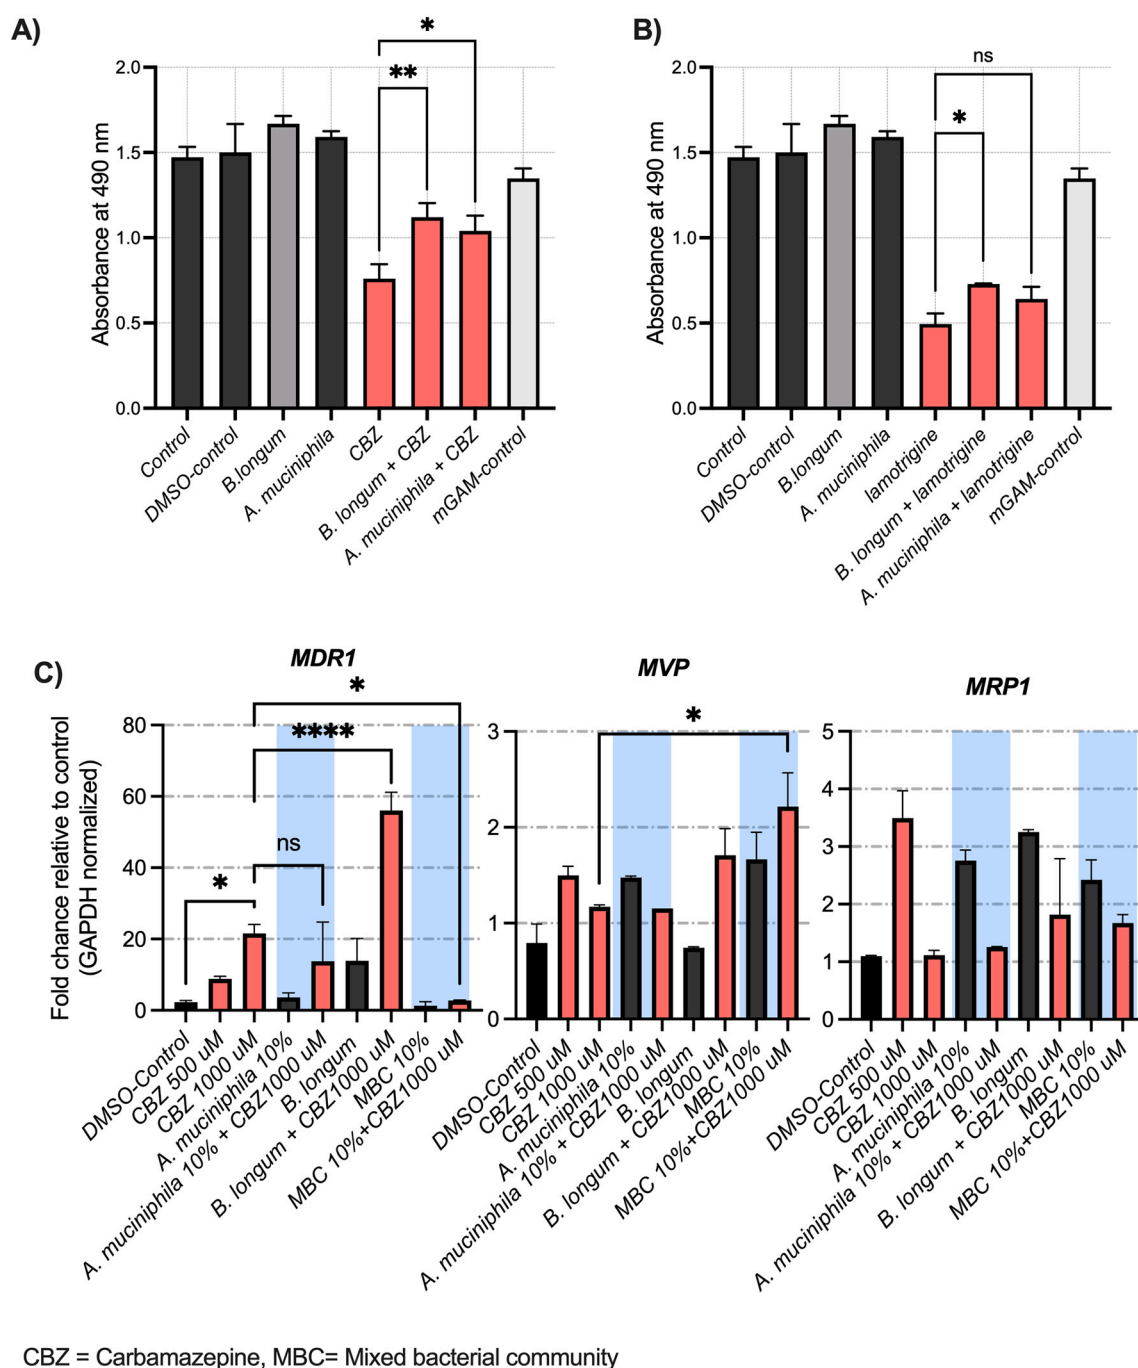 A)
*
**
2.0
1.5
1.0
0.5
0.0
Absorbance at 490 nm
Control
DMSO-control
B.longum
A. muciniphila
CBZ
B. longum + CBZ
A. muciniphila + CBZ
mGAM-control
B)
ns
*
2.0
1.5
1.0
0.5
0.0
Absorbance at 490 nm
Control
DMSO-control
B.longum
A. muciniphila
lamotrigine
B. longum + lamotrigine
A. muciniphila + lamotrigine
mGAM-control
C)
MDR1
*
****
ns
*
80
60
40
20
0
Fold chance relative to control
(GAPDH normalized)
DMSO-Control
CBZ 500 uM
CBZ 1000 uM
A. muciniphila 10%
A. muciniphila 10% + CBZ1000 uM
B. longum
B. longum + CBZ1000 uM
MBC 10%
MBC 10%+CBZ1000 uM
MVP
*
3
2
1
0
DMSO-Control
CBZ 500 uM
CBZ 1000 uM
A. muciniphila 10%
A. muciniphila 10% + CBZ1000 uM
B. longum
B. longum + CBZ1000 uM
MBC 10%
MBC 10%+CBZ1000 uM
MRP1
5
4
3
2
1
0
DMSO-Control
CBZ 500 uM
CBZ 1000 uM
A. muciniphila 10%
A. muciniphila 10% + CBZ1000 uM
B. longum
B. longum + CBZ1000 uM
MBC 10%
MBC 10%+CBZ1000 uM
CBZ = Carbamazepine, MBC= Mixed bacterial community